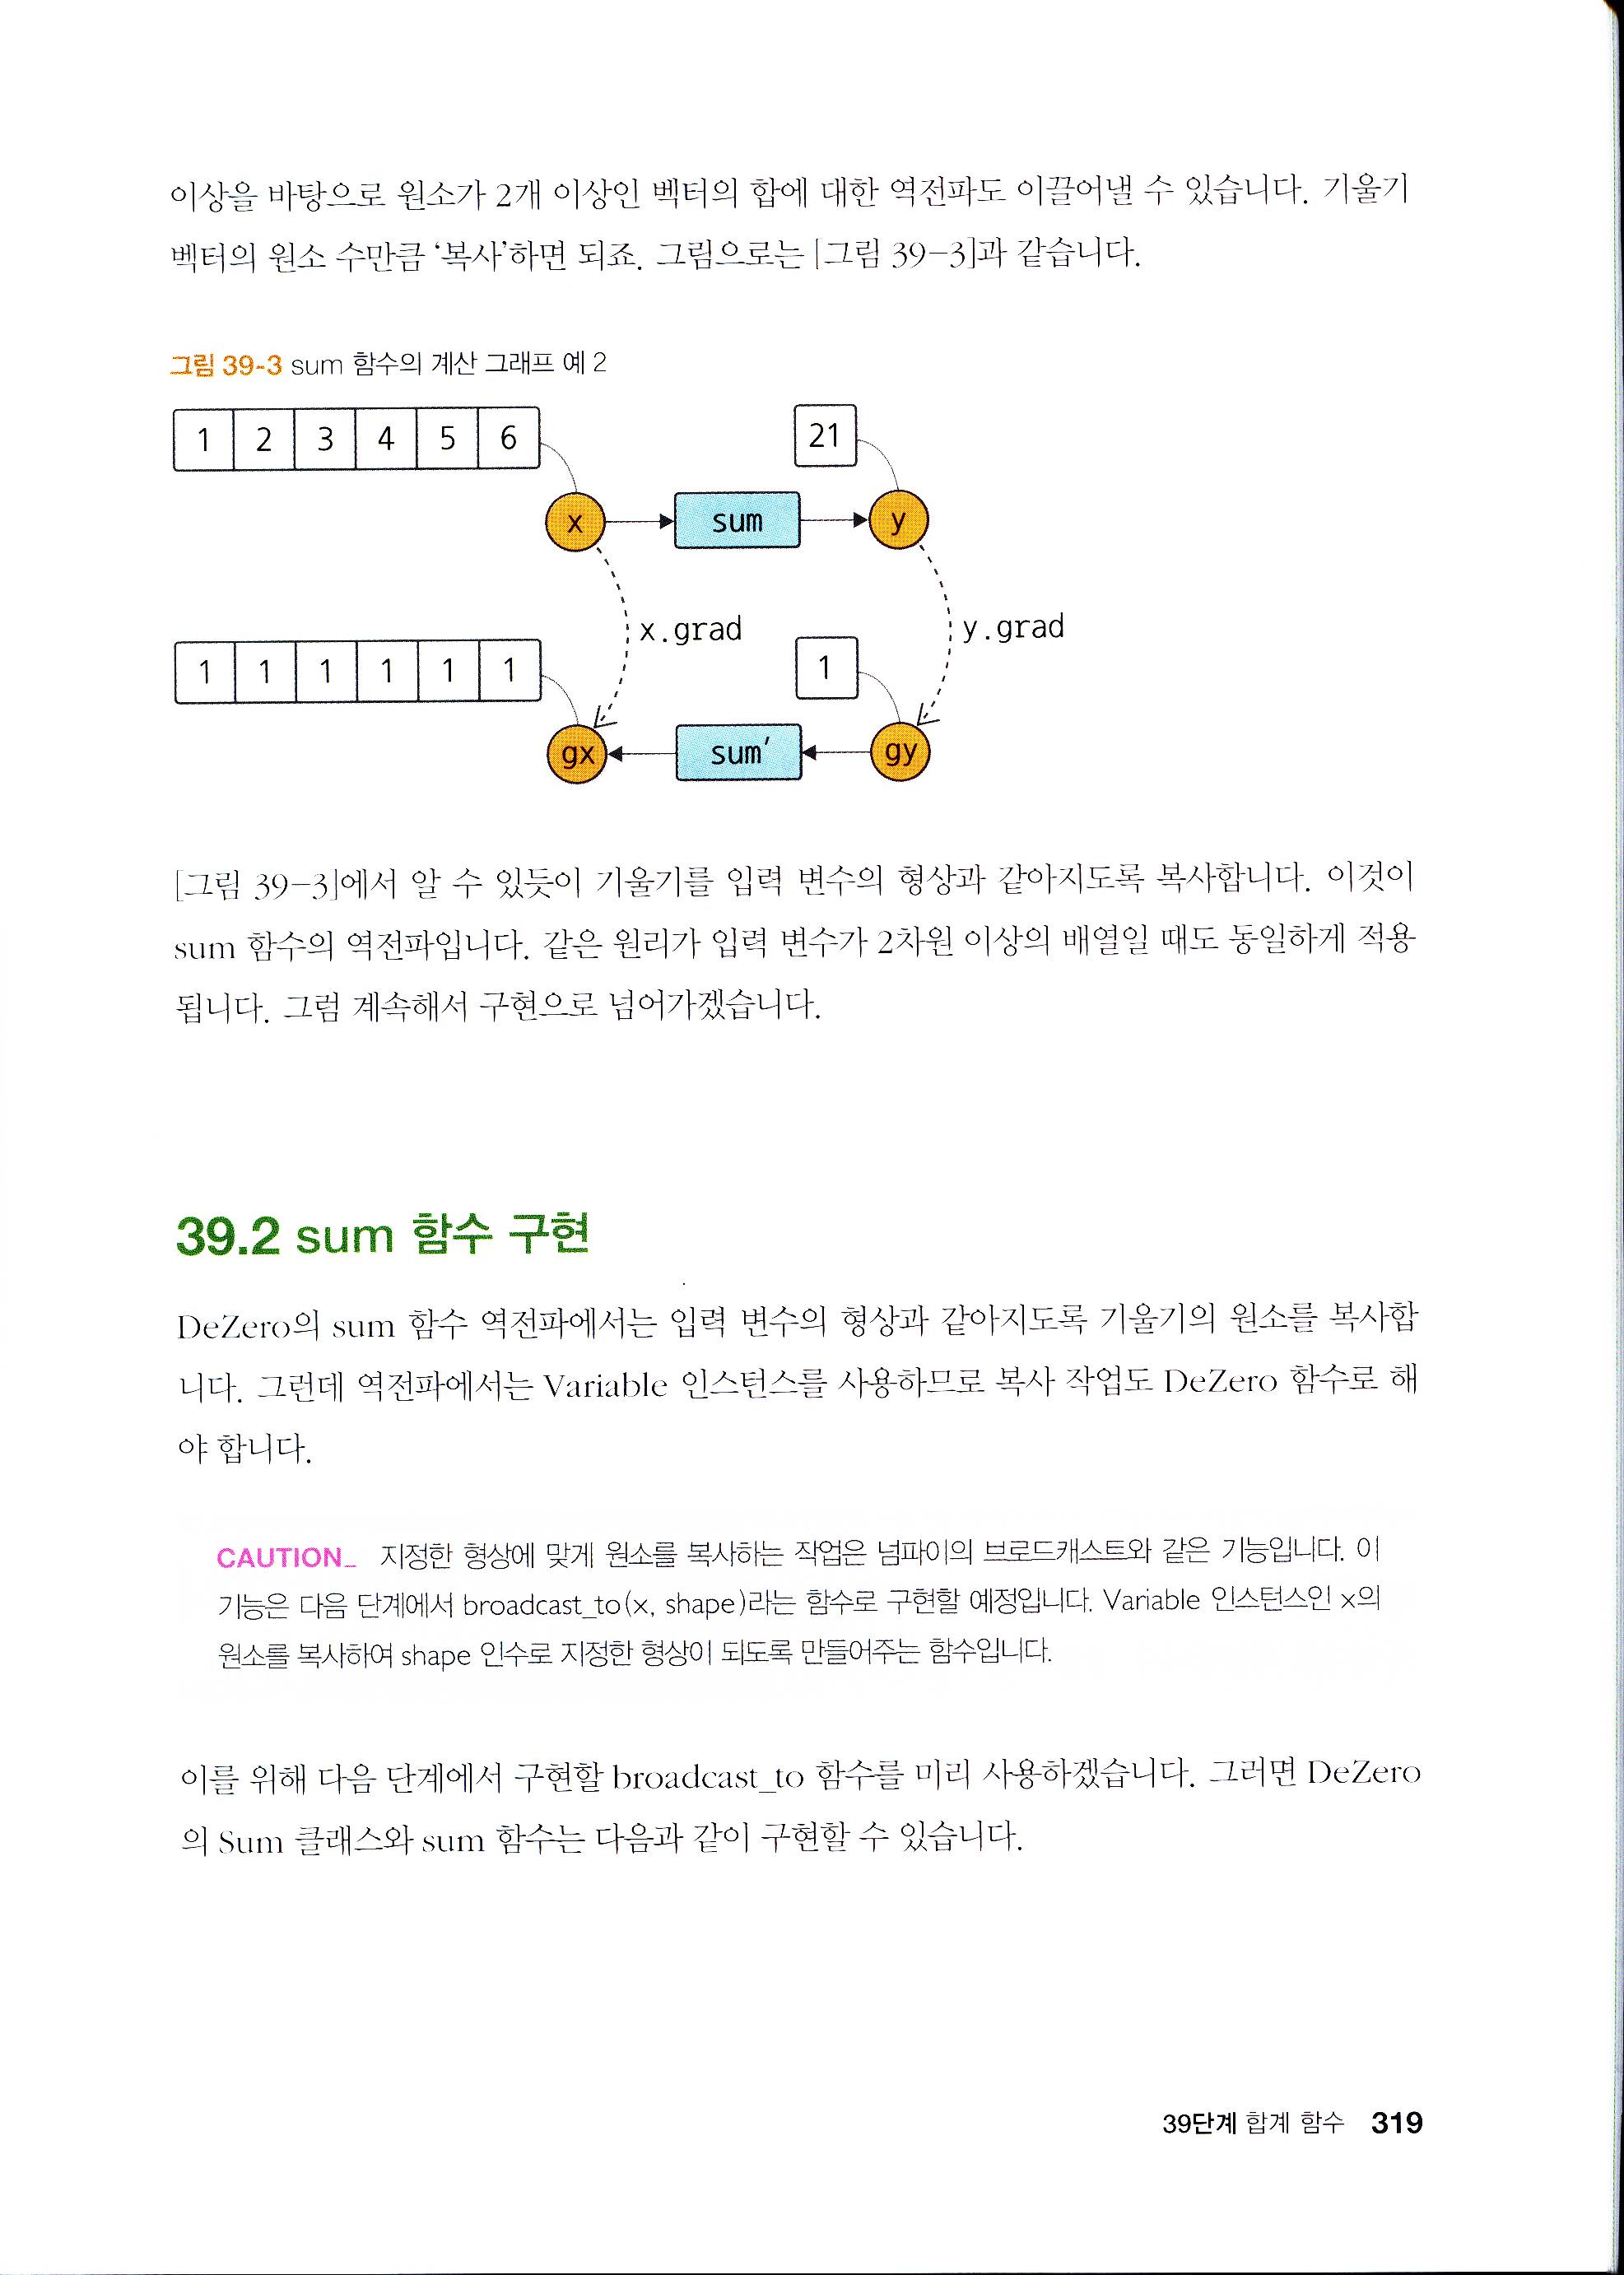 이상을 바탕으로 원소가 2개 이상인 벡터의 합에 대한 역전파도 이끌어낼 수 있습니다. 기울기
벡터의 원소 수만큼 ‘복사’하면 되죠. 그림으로는 [그림 39-3]과 같습니다.
그림 39-3 sum 함수의 계산 그래프 예 2
1 2 3 4 5 6
21
x
sum
y
x.grad
y.grad
1 1 1 1 1 1
1
gx
sum′
gy
[그림 39-3]에서 알 수 있듯이 기울기를 입력 변수의 형상과 같아지도록 복사합니다. 이것이
sum 함수의 역전파입니다. 같은 원리가 입력 변수가 2차원 이상의 배열일 때도 동일하게 적용
됩니다. 그럼 계속해서 구현으로 넘어가겠습니다.
39.2 sum 함수 구현
DeZero의 sum 함수 역전파에서는 입력 변수의 형상과 같아지도록 기울기의 원소를 복사합
니다. 그런데 역전파에서는 Variable 인스턴스를 사용하므로 복사 작업도 DeZero 함수로 해
야 합니다.
CAUTION_ 지정한 형상에 맞게 원소를 복사하는 작업은 넘파이의 브로드캐스트와 같은 기능입니다. 이
기능은 다음 단계에서 broadcast_to(x, shape)라는 함수로 구현할 예정입니다. Variable 인스턴스인 x의
원소를 복사하여 shape 인수로 지정한 형상이 되도록 만들어주는 함수입니다.
이를 위해 다음 단계에서 구현할 broadcast_to 함수를 미리 사용하겠습니다. 그러면 DeZero
의 Sum 클래스와 sum 함수는 다음과 같이 구현할 수 있습니다.
39단계 합계 함수 319